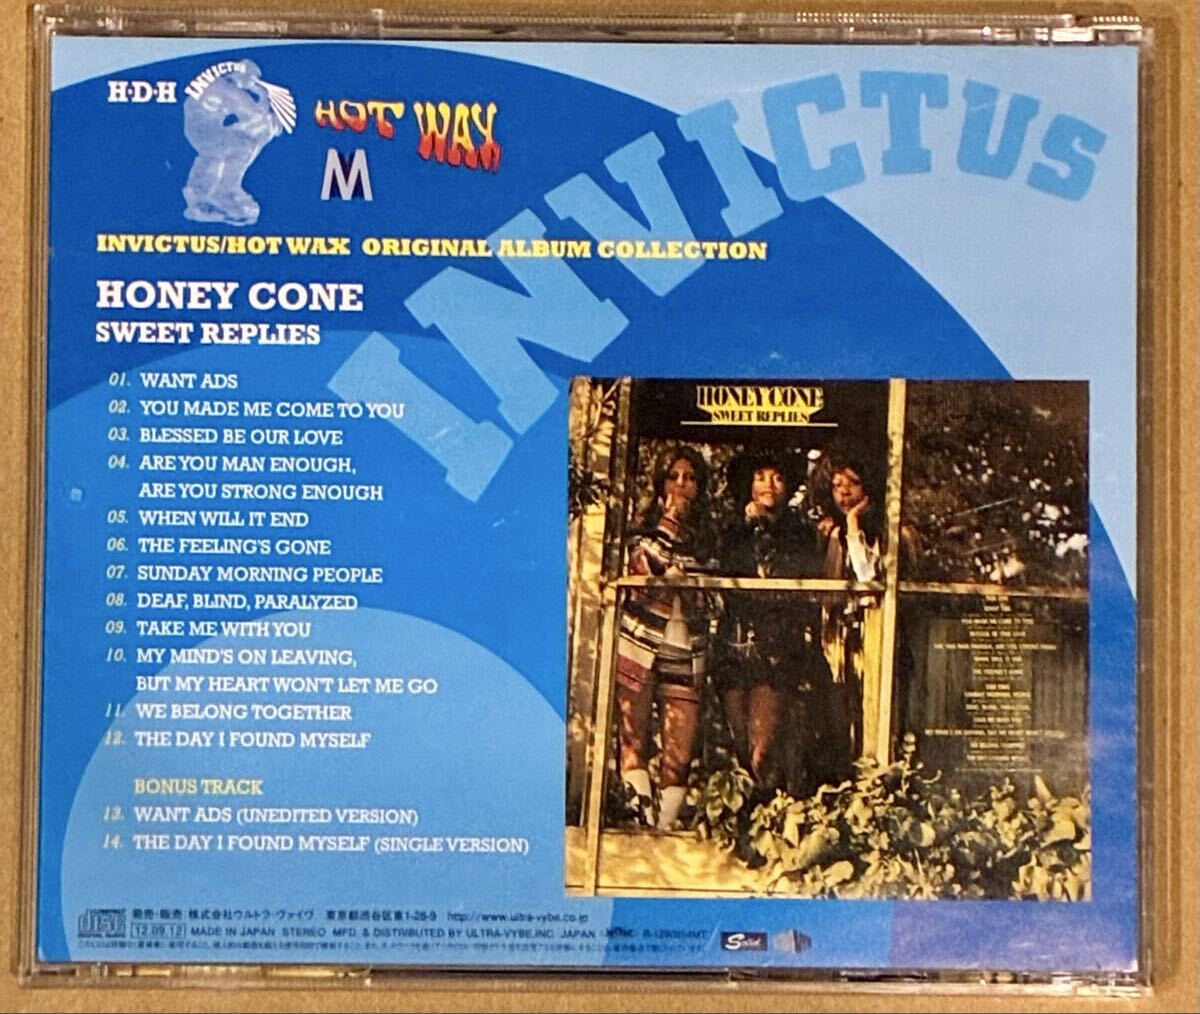 H·D·H
INVICTUS
HOT WAX
M
INVICTUS
INVICTUS/HOT WAX ORIGINAL ALBUM COLLECTION
HONEY CONE
SWEET REPLIES
01. WANT ADS
02. YOU MADE ME COME TO YOU
03. BLESSED BE OUR LOVE
04. ARE YOU MAN ENOUGH,
ARE YOU STRONG ENOUGH
05. WHEN WILL IT END
06. THE FEELING'S GONE
07. SUNDAY MORNING PEOPLE
08. DEAF, BLIND, PARALYZED
09. TAKE ME WITH YOU
10. MY MIND'S ON LEAVING,
BUT MY HEART WON'T LET ME GO
11. WE BELONG TOGETHER
12. THE DAY I FOUND MYSELF
BONUS TRACK
13. WANT ADS (UNEDITED VERSION)
14. THE DAY I FOUND MYSELF (SINGLE VERSION)
HONEY CONE
SWEET REPLIES
COMPACT disc DIGITAL AUDIO
発売・販売：株式会社ウルトラ・ヴァイヴ 東京都渋谷区東1-26-9 http://www.ultra-vybe.co.jp
12.09.12 MADE IN JAPAN STEREO MFD. & DISTRIBUTED BY ULTRA-VYBE,INC. JAPAN
Solid